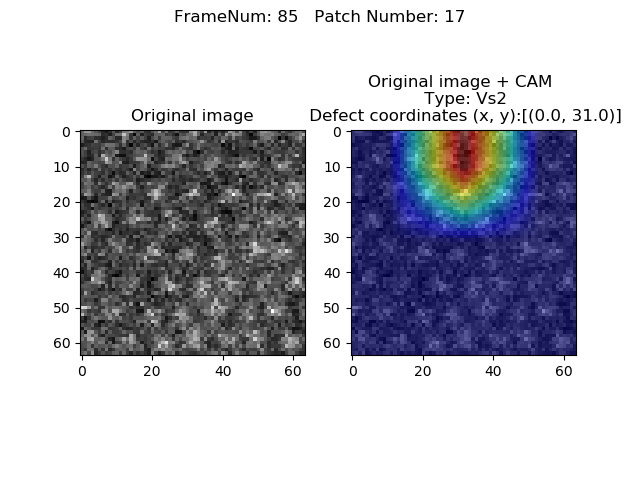 FrameNum: 85   Patch Number: 17
Original image
Original image + CAM
Type: Vs2
Defect coordinates (x, y):[(0.0, 31.0)]
0
10
20
30
40
50
60
0 20 40 60
0
10
20
30
40
50
60
0 20 40 60